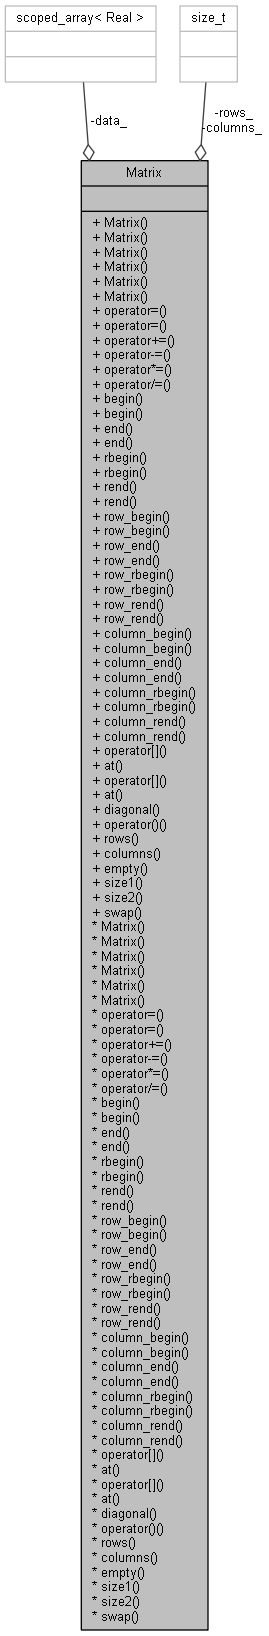 scoped_array< Real >
size_t
-data_
-rows_
-columns_
Matrix
+ Matrix()
+ Matrix()
+ Matrix()
+ Matrix()
+ Matrix()
+ Matrix()
+ operator=()
+ operator=()
+ operator+=()
+ operator-=()
+ operator*=()
+ operator/=()
+ begin()
+ begin()
+ end()
+ end()
+ rbegin()
+ rbegin()
+ rend()
+ rend()
+ row_begin()
+ row_begin()
+ row_end()
+ row_end()
+ row_rbegin()
+ row_rbegin()
+ row_rend()
+ row_rend()
+ column_begin()
+ column_begin()
+ column_end()
+ column_end()
+ column_rbegin()
+ column_rbegin()
+ column_rend()
+ column_rend()
+ operator[]()
+ at()
+ operator[]()
+ at()
+ diagonal()
+ operator()()
+ rows()
+ columns()
+ empty()
+ size1()
+ size2()
+ swap()
* Matrix()
* Matrix()
* Matrix()
* Matrix()
* Matrix()
* Matrix()
* operator=()
* operator=()
* operator+=()
* operator-=()
* operator*=()
* operator/=()
* begin()
* begin()
* end()
* end()
* rbegin()
* rbegin()
* rend()
* rend()
* row_begin()
* row_begin()
* row_end()
* row_end()
* row_rbegin()
* row_rbegin()
* row_rend()
* row_rend()
* column_begin()
* column_begin()
* column_end()
* column_end()
* column_rbegin()
* column_rbegin()
* column_rend()
* column_rend()
* operator[]()
* at()
* operator[]()
* at()
* diagonal()
* operator()()
* rows()
* columns()
* empty()
* size1()
* size2()
* swap()